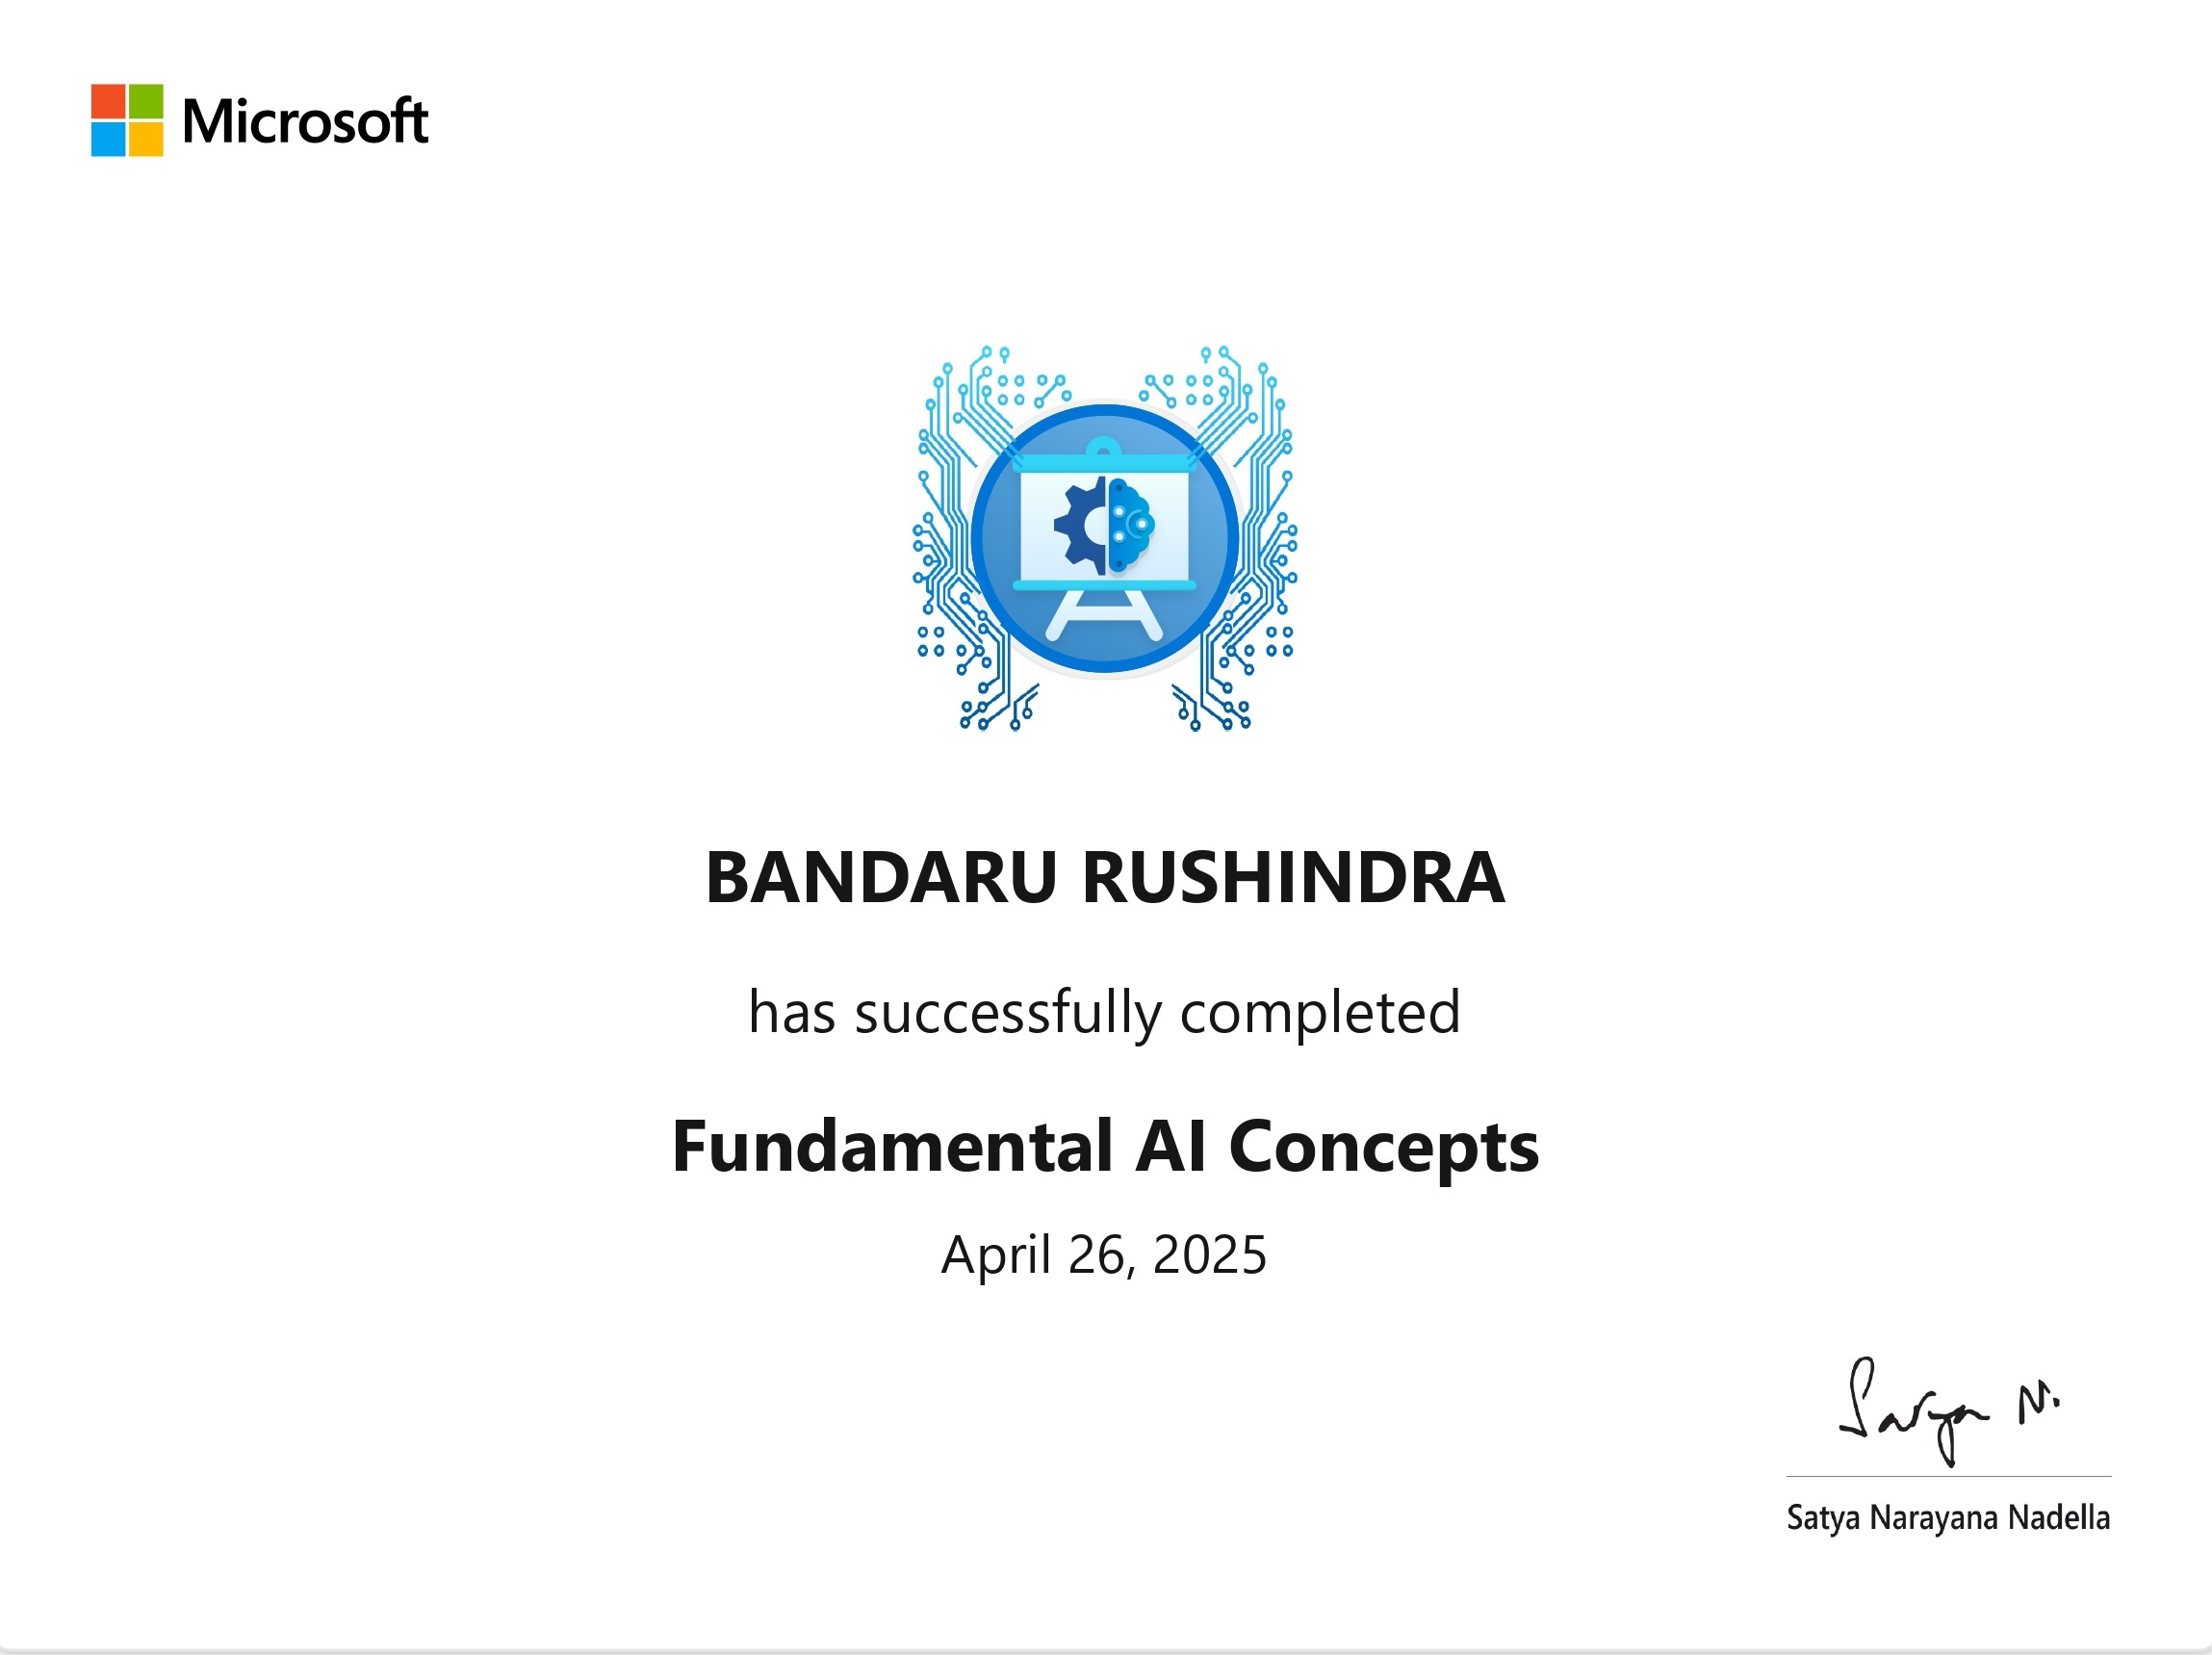 Microsoft
BANDARU RUSHINDRA
has successfully completed
Fundamental AI Concepts
April 26, 2025
Satya N.
Satya Narayana Nadella